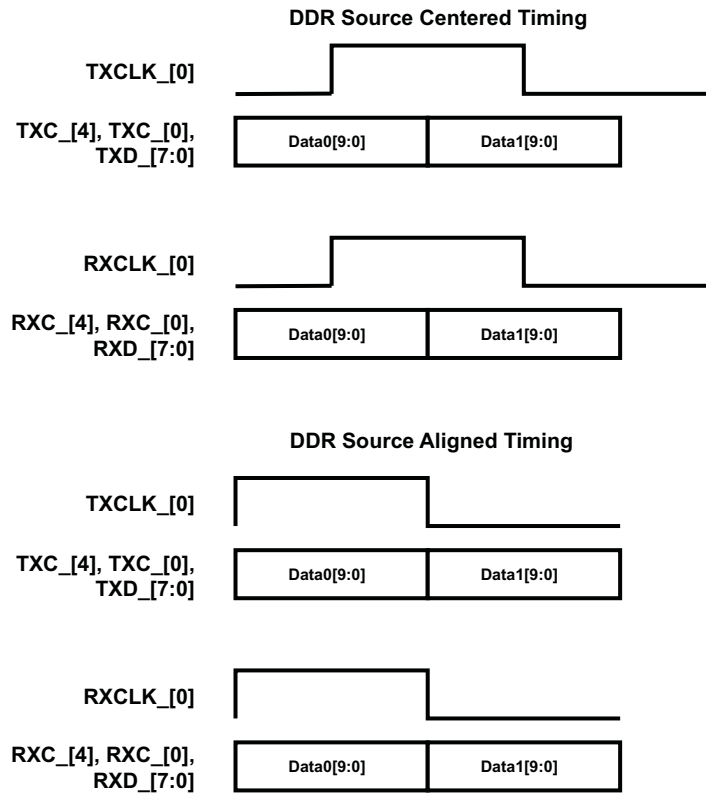 DDR Source Centered Timing
TXCLK_[0]
TXC_[4], TXC_[0],
TXD_[7:0]
Data0[9:0]
Data1[9:0]
RXCLK_[0]
RXC_[4], RXC_[0],
RXD_[7:0]
Data0[9:0]
Data1[9:0]
DDR Source Aligned Timing
TXCLK_[0]
TXC_[4], TXC_[0],
TXD_[7:0]
Data0[9:0]
Data1[9:0]
RXCLK_[0]
RXC_[4], RXC_[0],
RXD_[7:0]
Data0[9:0]
Data1[9:0]